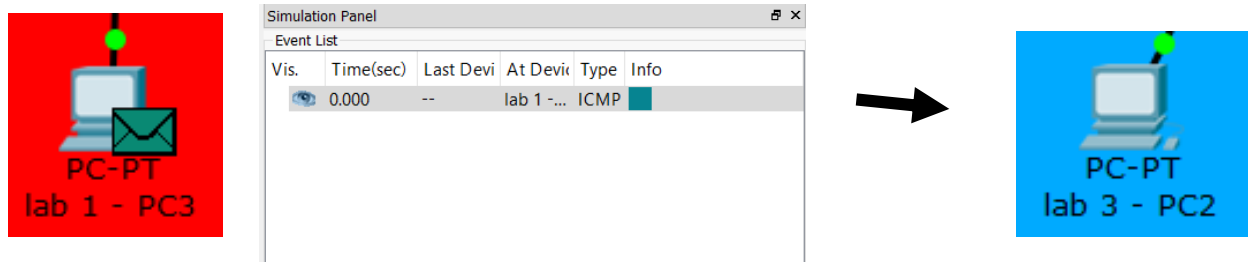 PC-PT
lab 1 - PC3
Simulation Panel
Event List
Vis. Time(sec) Last Devi At Devic Type Info
0.000 -- lab 1 -... ICMP
PC-PT
lab 3 - PC2